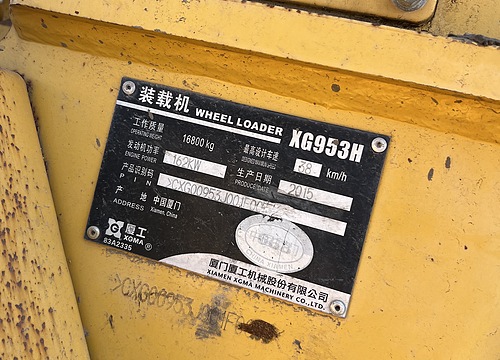 装载机 WHEEL LOADER XG953H
工作质量 16800 kg 最高设计车速 38 km/h
OPERATING WEIGHT
发动机功率 162KW 生产日期 2015
ENGINE POWER PRODUCE DATE
产品识别码
PIN
产地 中国厦门
ADDRESS Xiamen, China
厦工
XGMA ®
83A2335
厦门厦工机械股份有限公司
XIAMEN XGMA MACHINERY CO., LTD.